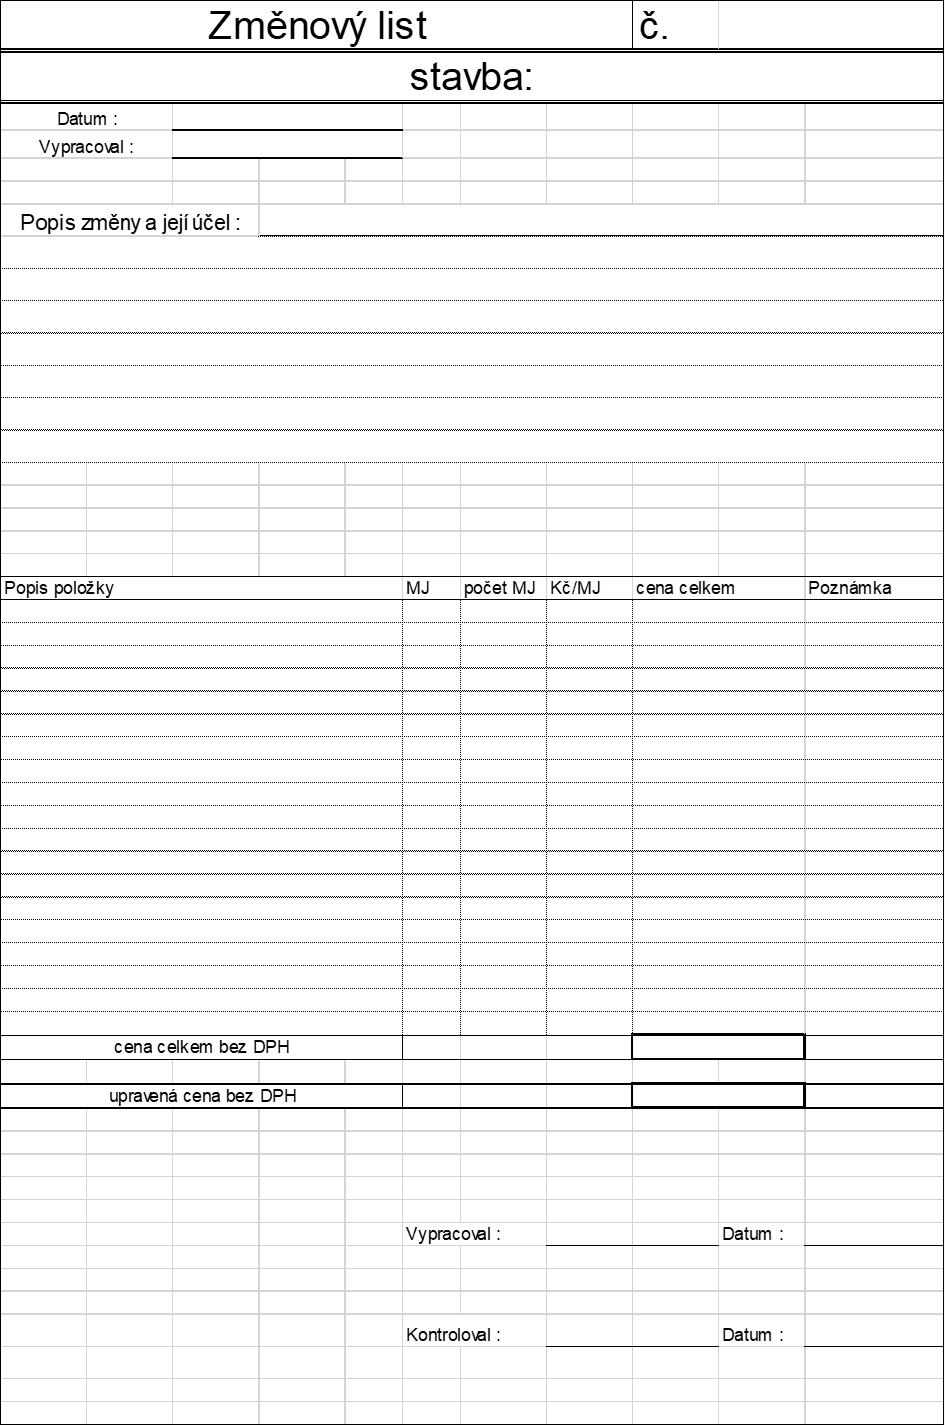 Změnový list č.
stavba:
Datum :
Vypracoval :
Popis změny a její účel :
Popis položky MJ počet MJ Kč/MJ cena celkem Poznámka
cena celkem bez DPH
upravená cena bez DPH
Vypracoval : Datum :
Kontroloval : Datum :